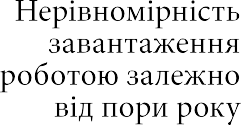 Нерівномірність
завантаження
роботою залежно
від пори року